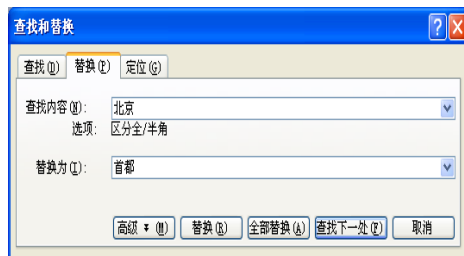 查找和替换
查找(D) 替换(P) 定位(G)
查找内容(N): 北京
选项: 区分全/半角
替换为(I): 首都
高级 ▼ (M) 替换(R) 全部替换(A) 查找下一处(F) 取消